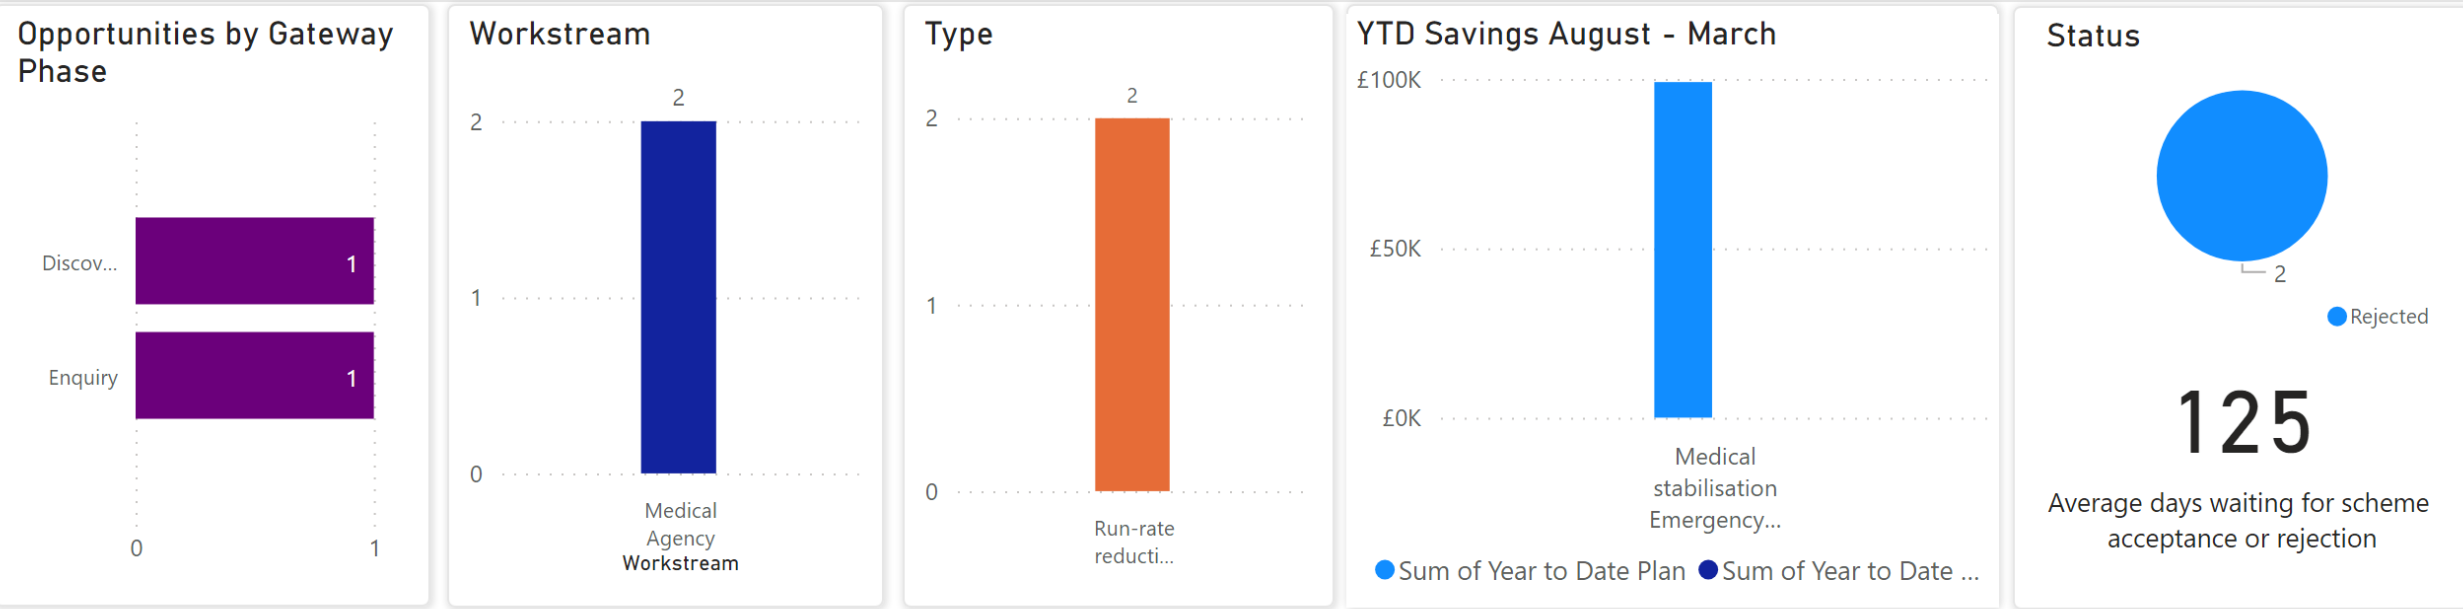 Opportunities by Gateway
Phase
Discov...
1
Enquiry
1
0
1
Workstream
2
2
1
0
Medical
Agency
Workstream
Type
2
2
1
0
Run-rate
reducti...
YTD Savings August - March
£100K
£50K
£0K
Medical
stabilisation
Emergency...
Sum of Year to Date Plan
Sum of Year to Date ...
Status
2
Rejected
125
Average days waiting for scheme
acceptance or rejection